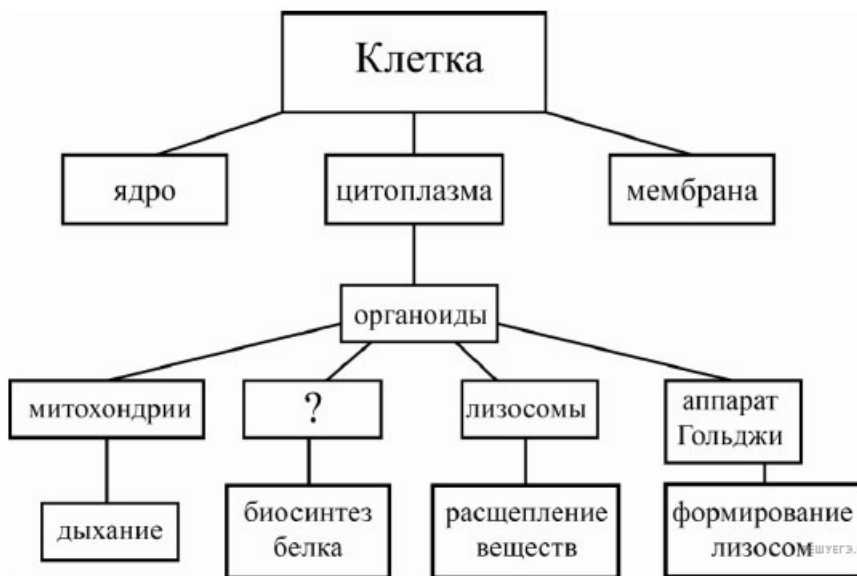 Клетка
ядро
цитоплазма
мембрана
органоиды
митохондрии
?
лизосомы
аппарат
Гольджи
дыхание
биосинтез
белка
расщепление
веществ
формирование
лизосом